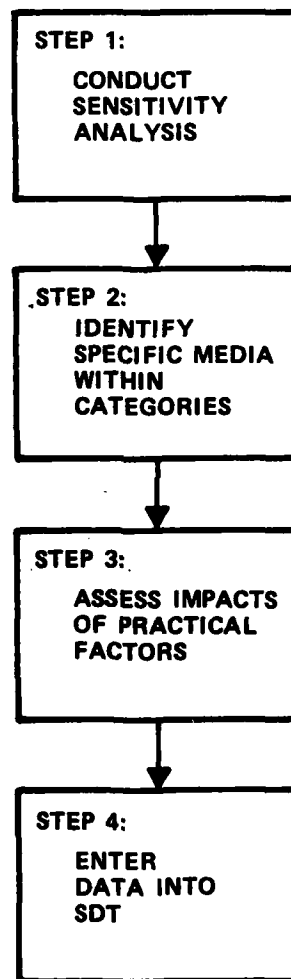 STEP 1:
CONDUCT
SENSITIVITY
ANALYSIS
STEP 2:
IDENTIFY
SPECIFIC MEDIA
WITHIN
CATEGORIES
STEP 3:
ASSESS IMPACTS
OF PRACTICAL
FACTORS
STEP 4:
ENTER
DATA INTO
SDT